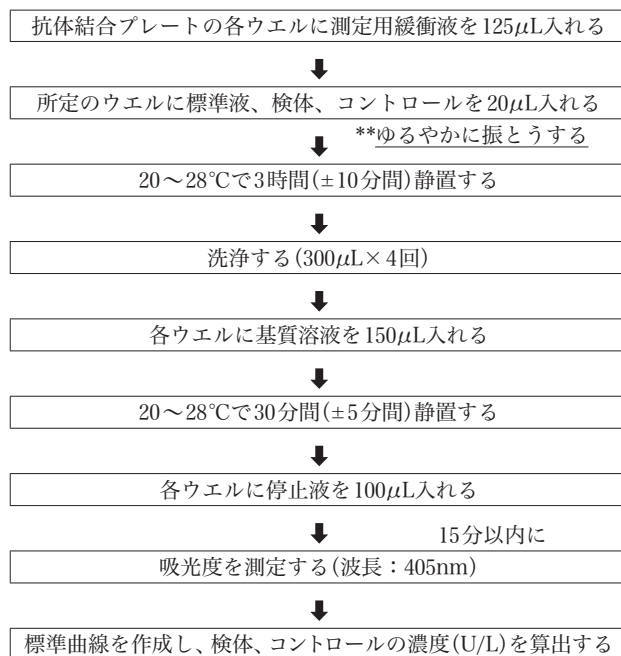 抗体結合プレートの各ウエルに測定用緩衝液を125μL入れる
所定のウエルに標準液、検体、コントロールを20μL入れる
**ゆるやかに振とうする
20～28℃で3時間(±10分間)静置する
洗浄する(300μL×4回)
各ウエルに基質溶液を150μL入れる
20～28℃で30分間(±5分間)静置する
各ウエルに停止液を100μL入れる
15分以内に
吸光度を測定する(波長：405nm)
標準曲線を作成し、検体、コントロールの濃度(U/L)を算出する